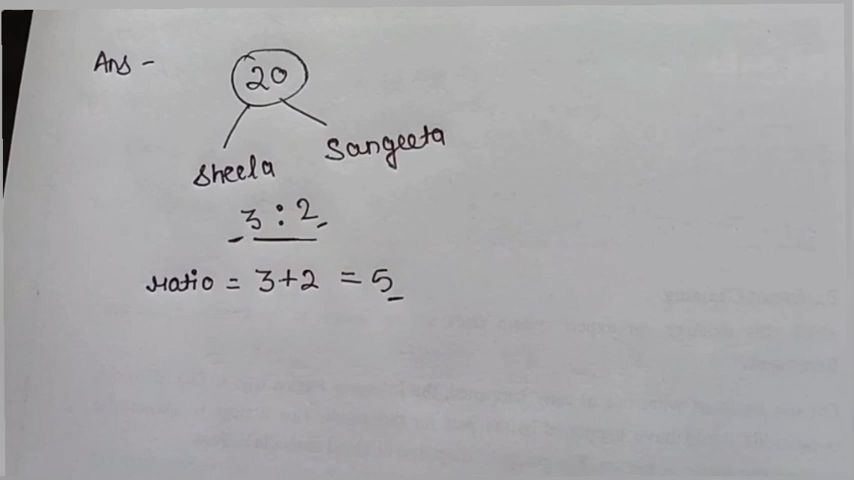 Ans -
20
Sheela Sangeeta
3 : 2
ratio = 3+2 = 5